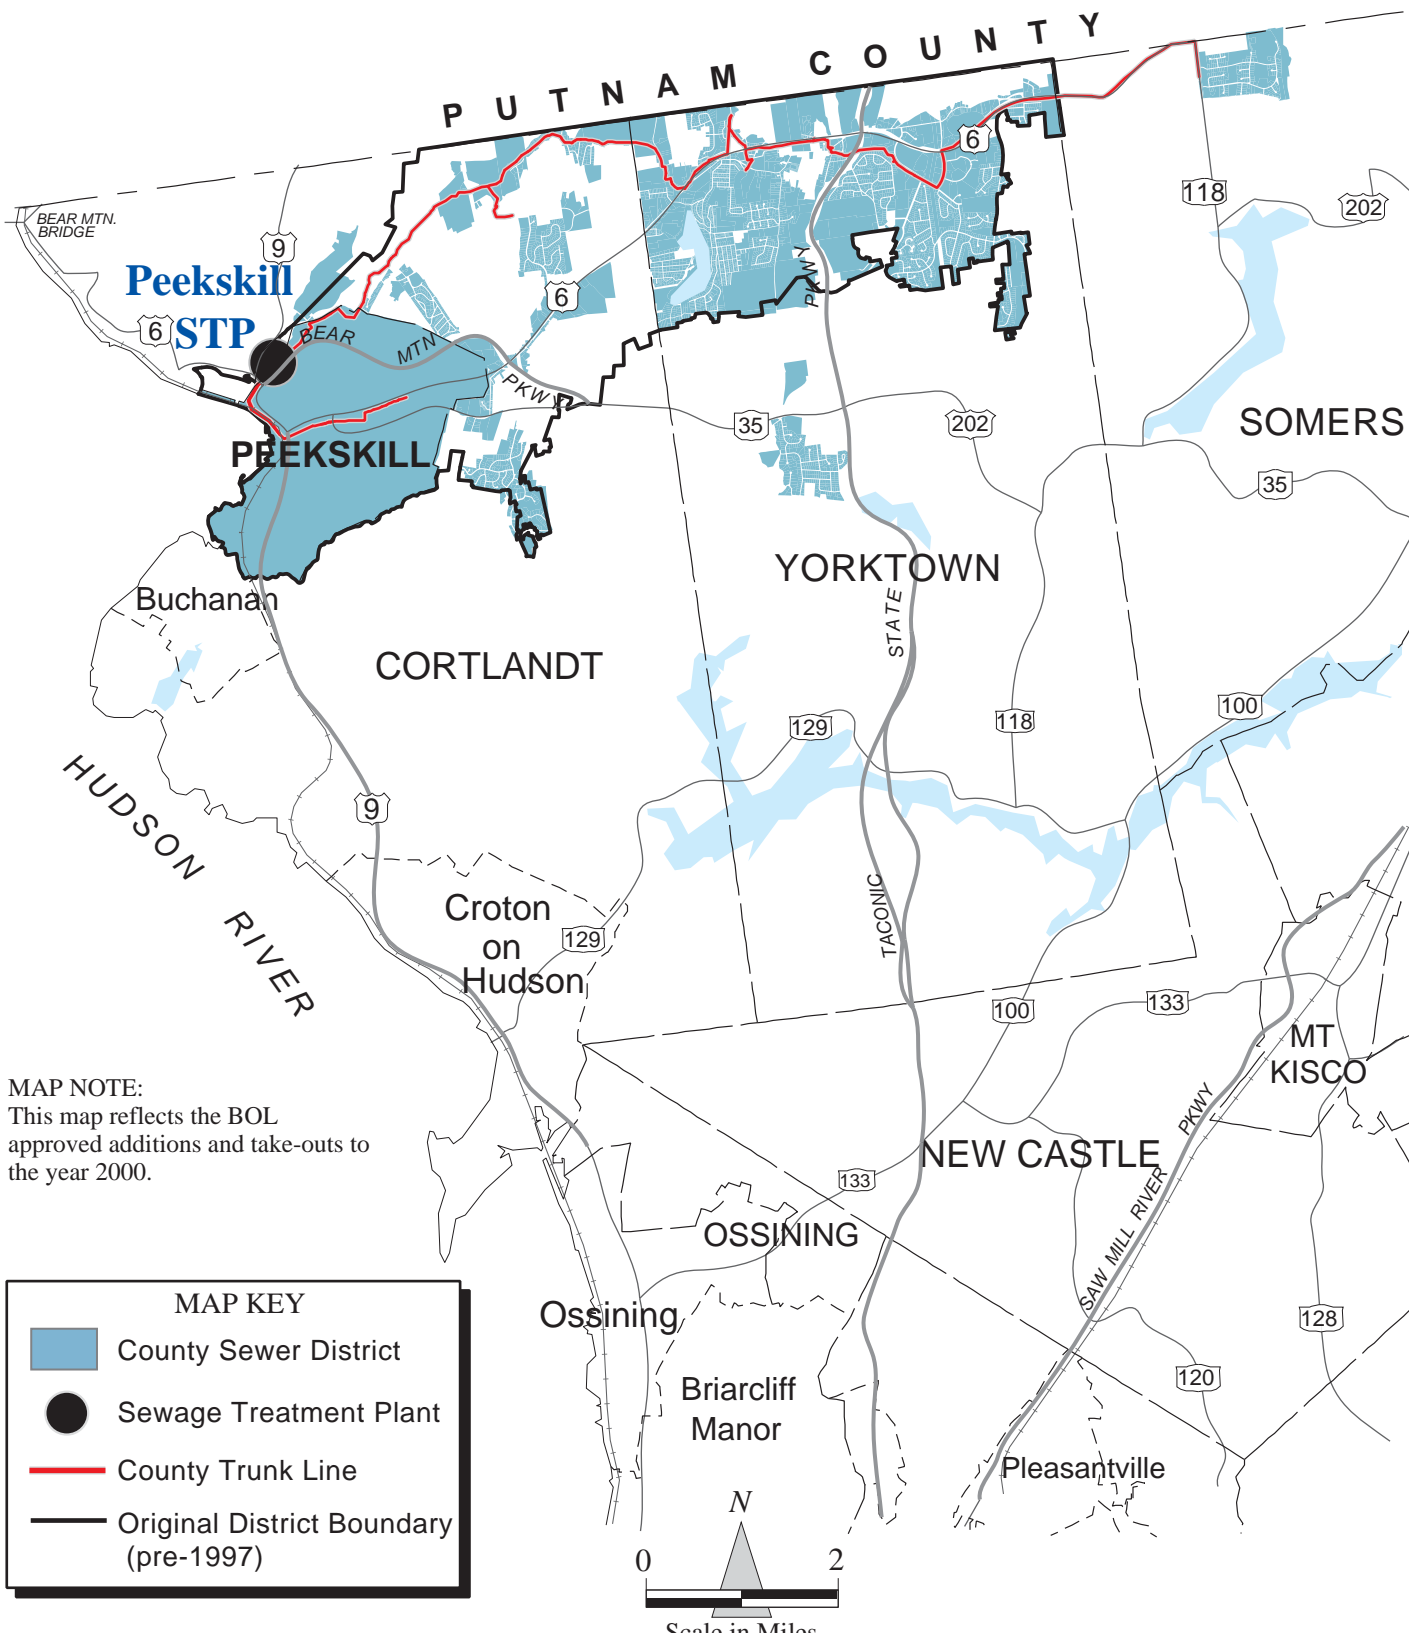 PUTNAM COUNTY
6
118
202
BEAR MTN.
BRIDGE
9
Peekskill
STP
6
6
BEAR
MTN
PKWY
PKWY
35
202
SOMERS
35
PEEKSKILL
YORKTOWN
Buchanan
STATE
CORTLANDT
100
118
129
HUDSON RIVER
9
TACONIC
Croton
on
Hudson
129
100
133
MT
KISCO
MAP NOTE:
This map reflects the BOL
approved additions and take-outs to
the year 2000.
PKWY
NEW CASTLE
133
SAW MILL RIVER
OSSINING
Ossining
128
120
Briarcliff
Manor
Pleasantville
MAP KEY
County Sewer District
Sewage Treatment Plant
County Trunk Line
Original District Boundary
(pre-1997)
N
0 2
Scale in Miles